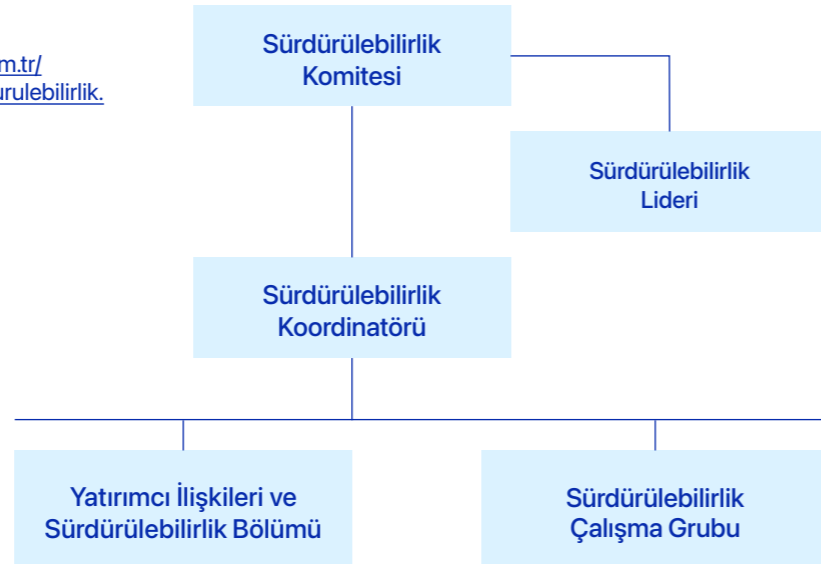 Sürdürülebilirlik
Komitesi
m.tr/
urulebilirlik.
Sürdürülebilirlik
Lideri
Sürdürülebilirlik
Koordinatörü
Yatırımcı İlişkileri ve
Sürdürülebilirlik Bölümü
Sürdürülebilirlik
Çalışma Grubu